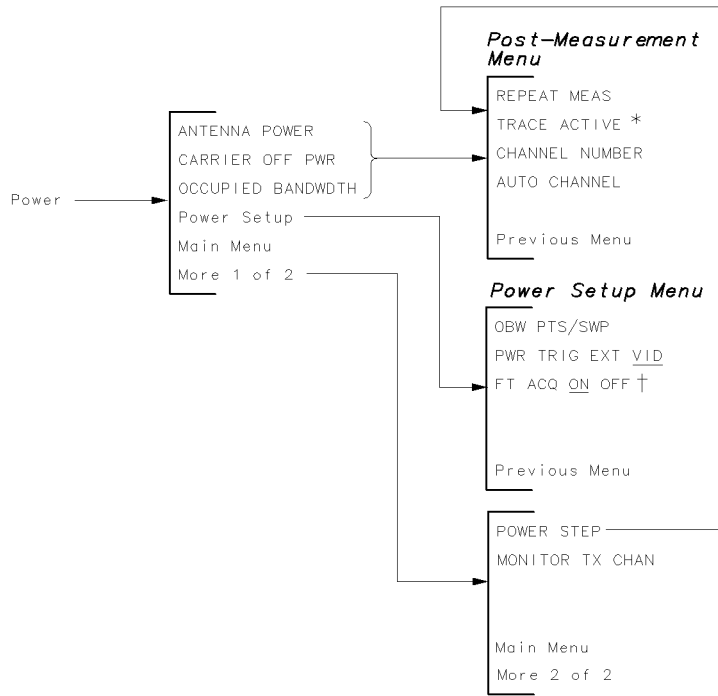 Power
ANTENNA POWER
CARRIER OFF PWR
OCCUPIED BANDWDTH
Power Setup
Main Menu
More 1 of 2
Post-Measurement
Menu
REPEAT MEAS
TRACE ACTIVE *
CHANNEL NUMBER
AUTO CHANNEL
Previous Menu
Power Setup Menu
OBW PTS/SWP
PWR TRIG EXT VID
FT ACQ ON OFF †
Previous Menu
POWER STEP
MONITOR TX CHAN
Main Menu
More 2 of 2